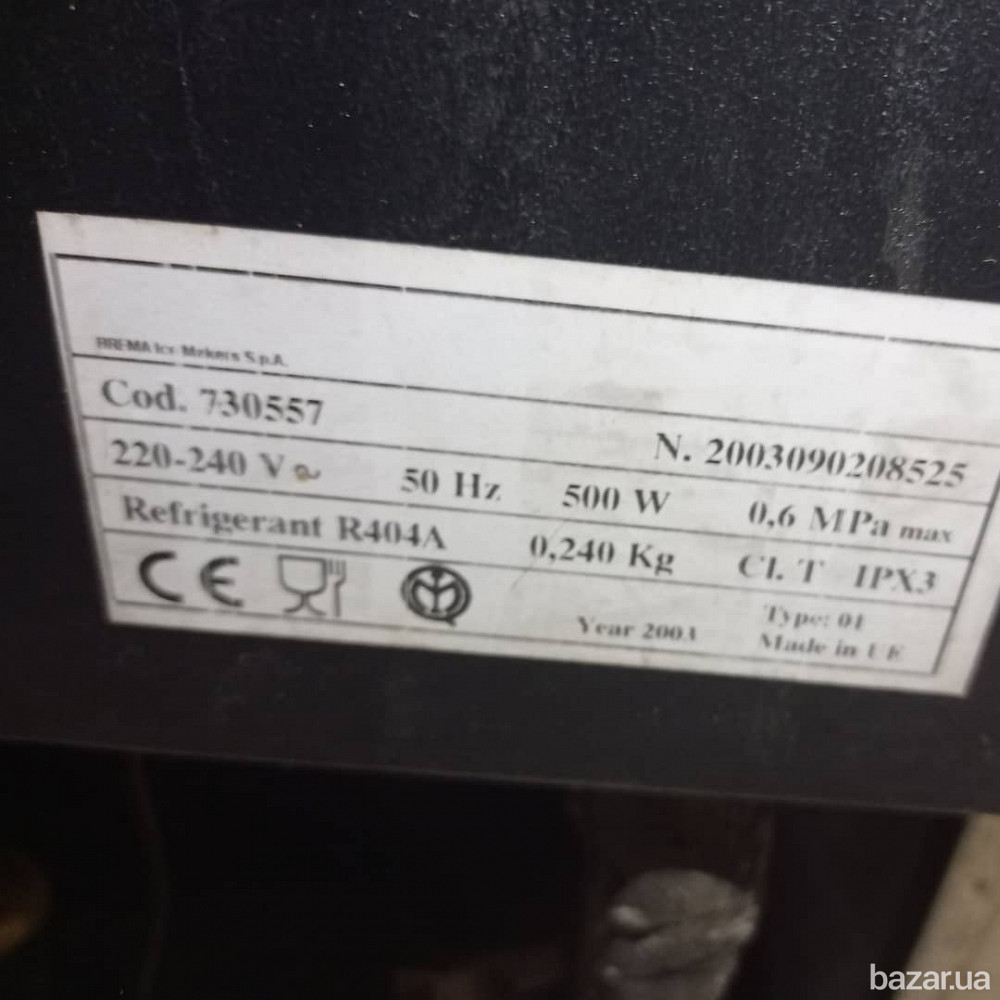 BREMA Ice Makers S.p.A.
Cod. 730557
N. 2003090208525
220-240 V~ 50 Hz 500 W 0,6 MPa max
Refrigerant R404A 0,240 Kg Cl. T IPX3
CE
Year 2003
Type: 01
Made in UE
bazar.ua